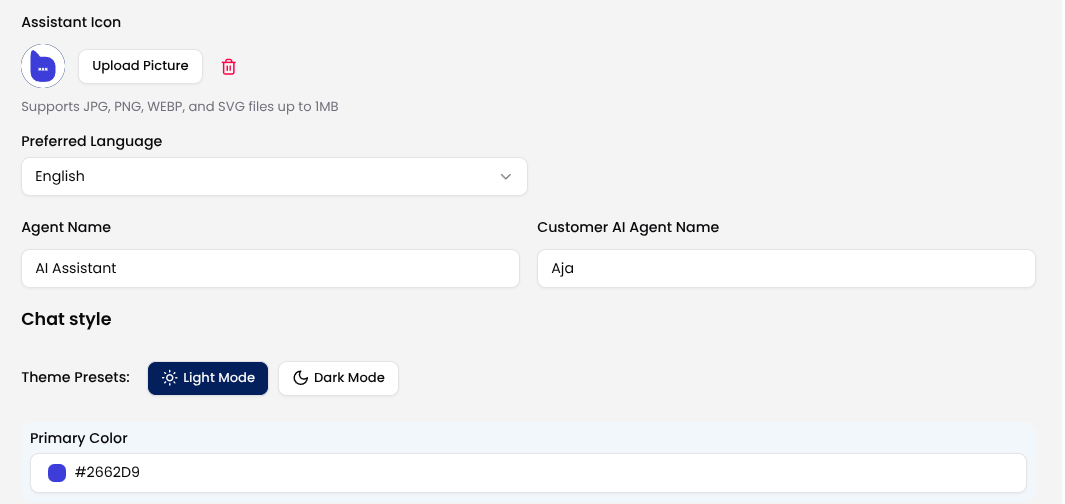 Assistant Icon
Upload Picture
Supports JPG, PNG, WEBP, and SVG files up to 1MB
Preferred Language
English
Agent Name
Customer AI Agent Name
AI Assistant
Aja
Chat style
Theme Presets:
Light Mode
Dark Mode
Primary Color
#2662D9